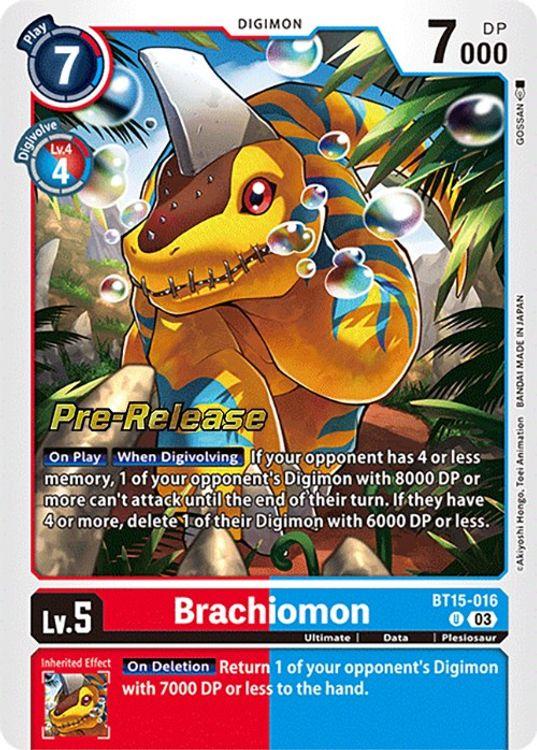 DIGIMON
Play
7
7000
DP
Digivolve
Lv.4
4
GOSSAN
©Akiyoshi Hongo, Toei Animation BANDAI MADE IN JAPAN
Pre-Release
On Play When Digivolving If your opponent has 4 or less
memory, 1 of your opponent's Digimon with 8000 DP or
more can't attack until the end of their turn. If they have
4 or more, delete 1 of their Digimon with 6000 DP or less.
Lv.5
Brachiomon
BT15-016
U 03
Ultimate | Data | Plesiosaur
Inherited Effect
On Deletion Return 1 of your opponent's Digimon
with 7000 DP or less to the hand.